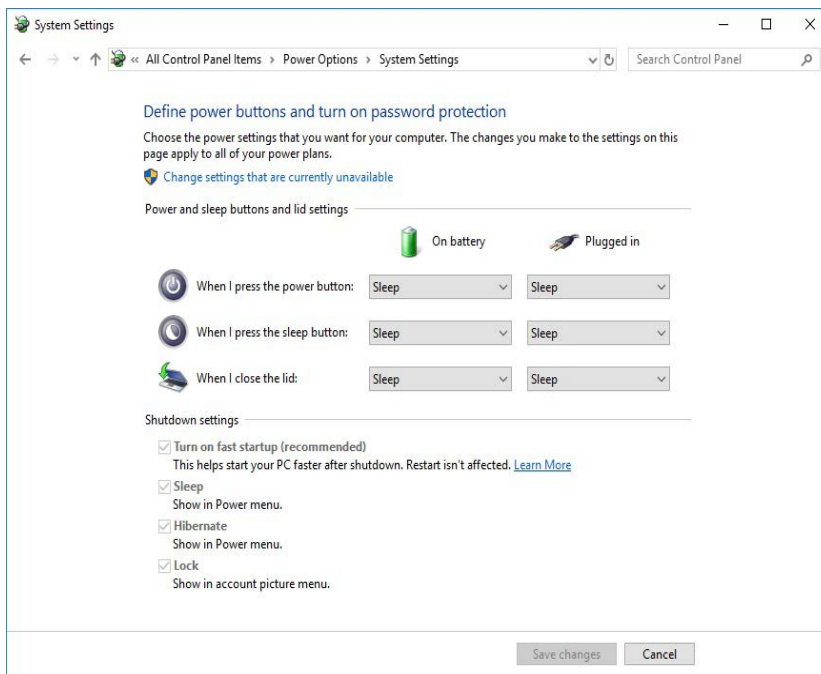 System Settings
« All Control Panel Items > Power Options > System Settings
Search Control Panel
Define power buttons and turn on password protection
Choose the power settings that you want for your computer. The changes you make to the settings on this
page apply to all of your power plans.
Change settings that are currently unavailable
Power and sleep buttons and lid settings
On battery Plugged in
When I press the power button: Sleep Sleep
When I press the sleep button: Sleep Sleep
When I close the lid: Sleep Sleep
Shutdown settings
Turn on fast startup (recommended)
This helps start your PC faster after shutdown. Restart isn't affected. Learn More
Sleep
Show in Power menu.
Hibernate
Show in Power menu.
Lock
Show in account picture menu.
Save changes Cancel